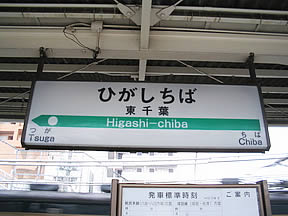 ひがしちば
東千葉
Higashi-chiba
つが
Tsuga
ちば
Chiba
発車標準時刻
ご案内